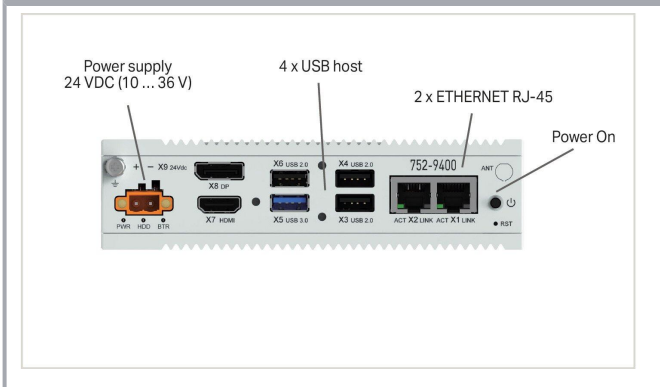 Power supply
24 VDC (10 ... 36 V)
4 x USB host
2 x ETHERNET RJ-45
Power On
+ − X9 24Vdc
X8 DP
X6 USB 2.0
X4 USB 2.0
752-9400
ANT
X7 HDMI
X5 USB 3.0
X3 USB 2.0
ACT X2 LINK ACT X1 LINK
RST
PWR HDD BTR